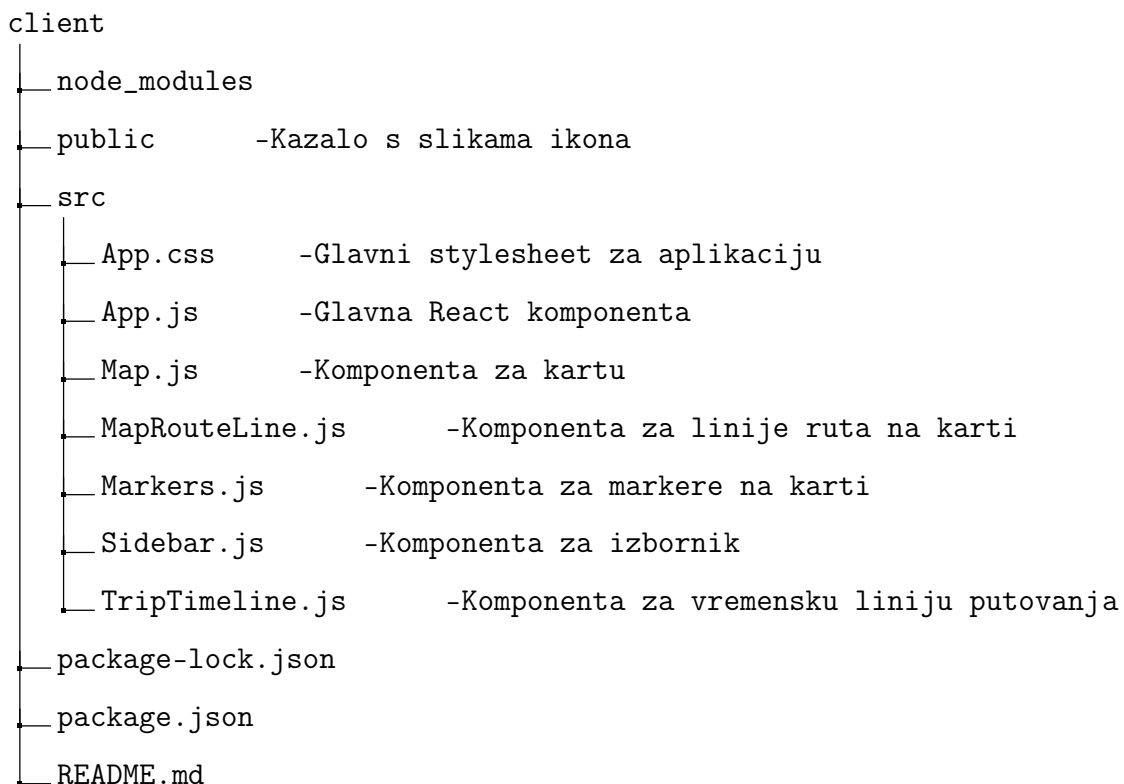 client
node_modules
public -Kazalo s slikama ikona
src
App.css -Glavni stylesheet za aplikaciju
App.js -Glavna React komponenta
Map.js -Komponenta za kartu
MapRouteLine.js -Komponenta za linije ruta na karti
Markers.js -Komponenta za markere na karti
Sidebar.js -Komponenta za izbornik
TripTimeline.js -Komponenta za vremensku liniju putovanja
package-lock.json
package.json
README.md